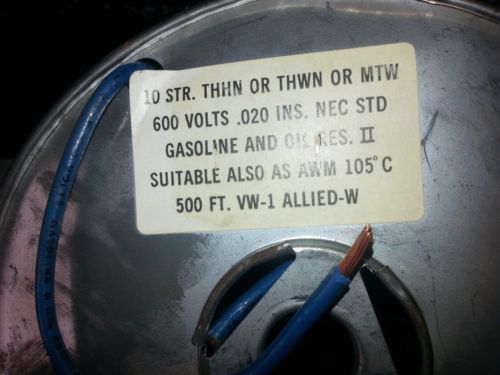 10 STR. THHN OR THWN OR MTW
600 VOLTS .020 INS. NEC STD
GASOLINE AND OIL RES. II
SUITABLE ALSO AS AWM 105°C
500 FT. VW-1 ALLIED-W